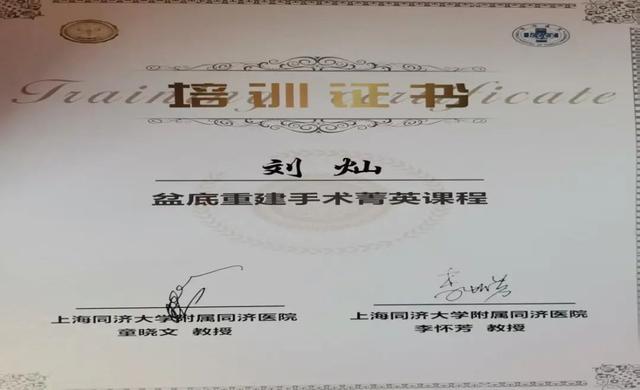 Training Certificate
培训证书
刘灿
盆底重建手术菁英课程
上海同济大学附属同济医院
童晓文 教授
上海同济大学附属同济医院
李怀芳 教授